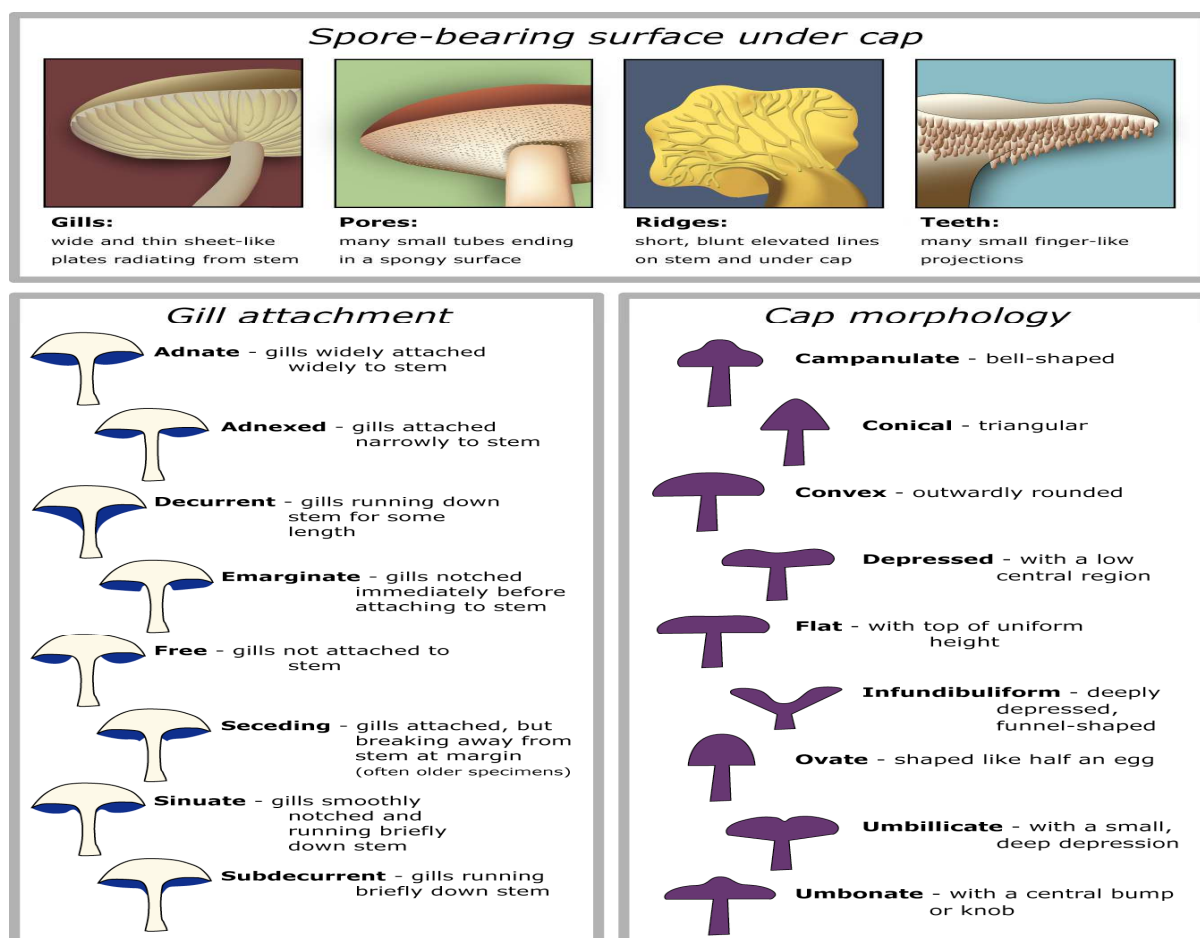 Spore-bearing surface under cap
Gills:
wide and thin sheet-like
plates radiating from stem
Pores:
many small tubes ending
in a spongy surface
Ridges:
short, blunt elevated lines
on stem and under cap
Teeth:
many small finger-like
projections
Gill attachment
Adnate - gills widely attached
widely to stem
Adnexed - gills attached
narrowly to stem
Decurrent - gills running down
stem for some
length
Emarginate - gills notched
immediately before
attaching to stem
Free - gills not attached to
stem
Seceding - gills attached, but
breaking away from
stem at margin
(often older specimens)
Sinuate - gills smoothly
notched and
running briefly
down stem
Subdecurrent - gills running
briefly down stem
Cap morphology
Campanulate - bell-shaped
Conical - triangular
Convex - outwardly rounded
Depressed - with a low
central region
Flat - with top of uniform
height
Infundibuliform - deeply
depressed,
funnel-shaped
Ovate - shaped like half an egg
Umbillicate - with a small,
deep depression
Umbonate - with a central bump
or knob